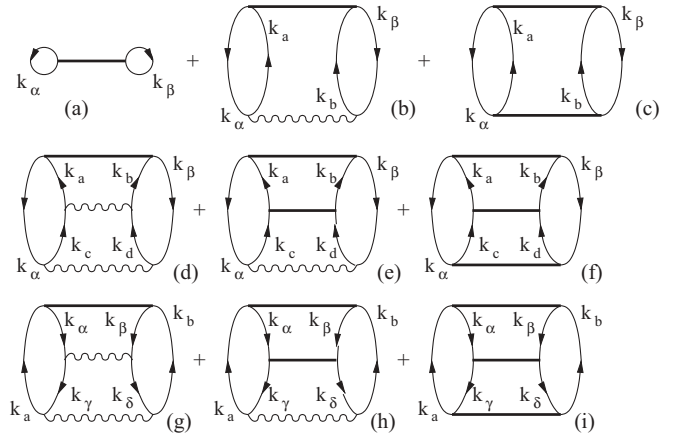 k_a k_β + k_β
k_α k_β + k_b + k_a k_b
(a) k_α (b) k_α (c)
k_a k_b k_β + k_a k_b k_β + k_a k_b k_β
k_c k_d k_c k_d k_c k_d
k_α (d) k_α (e) k_α (f)
k_α k_β k_b + k_α k_β k_b + k_α k_β k_b
k_γ k_δ k_γ k_δ k_γ k_δ
k_a (g) k_a (h) k_a (i)